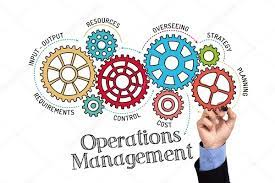 INPUT-OUTPUT
RESOURCES
OVERSEEING
STRATEGY
PLANNING
REQUIREMENTS
CONTROL
COST
Operations
Management